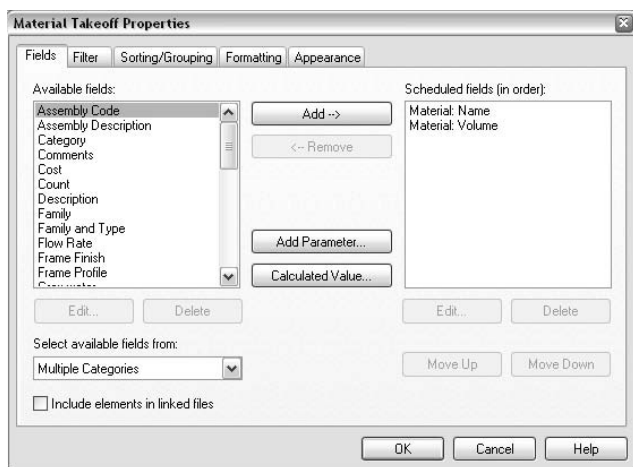 Material Takeoff Properties
Fields
Filter
Sorting/Grouping
Formatting
Appearance
Available fields:
Assembly Code
Assembly Description
Category
Comments
Cost
Count
Description
Family
Family and Type
Flow Rate
Frame Finish
Frame Profile
Add -->
<-- Remove
Add Parameter...
Calculated Value...
Scheduled fields (in order):
Material: Name
Material: Volume
Edit...
Delete
Edit...
Delete
Select available fields from:
Multiple Categories
Move Up
Move Down
Include elements in linked files
OK
Cancel
Help